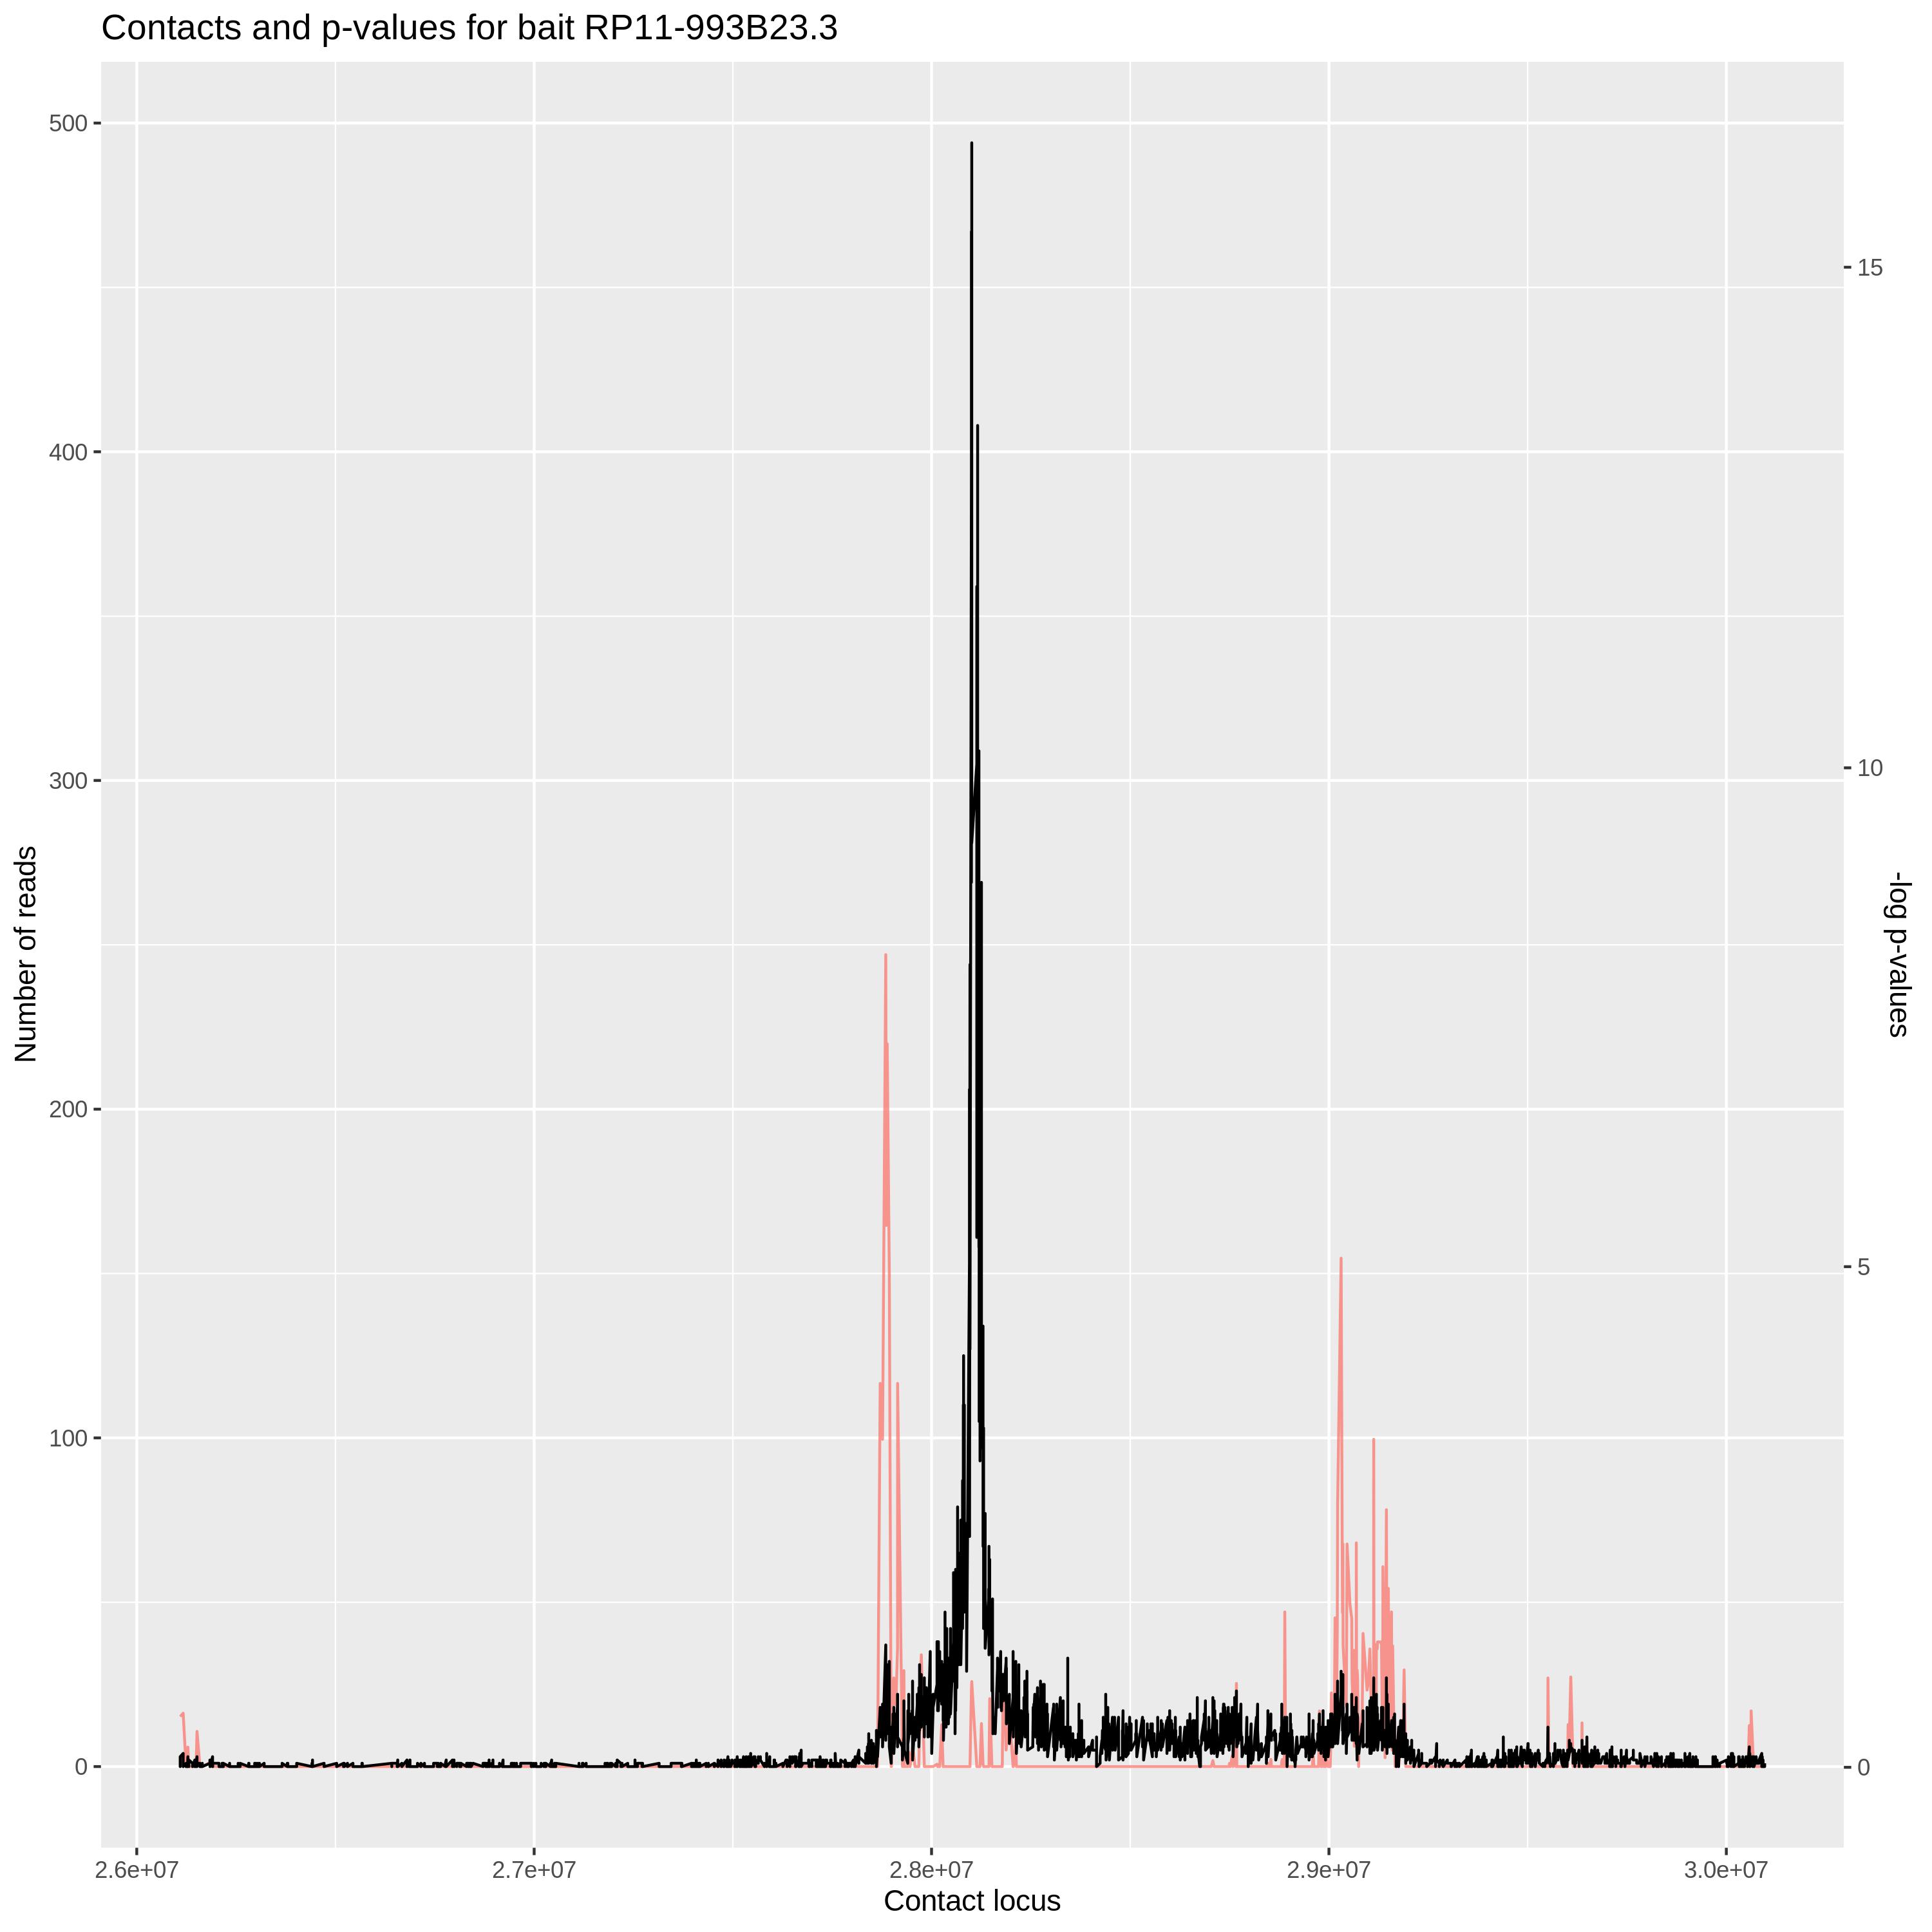 Contacts and p-values for bait RP11-993B23.3
500
400
300
200
100
0
Number of reads
15
10
5
0
-log p-values
2.6e+07
2.7e+07
2.8e+07
2.9e+07
3.0e+07
Contact locus